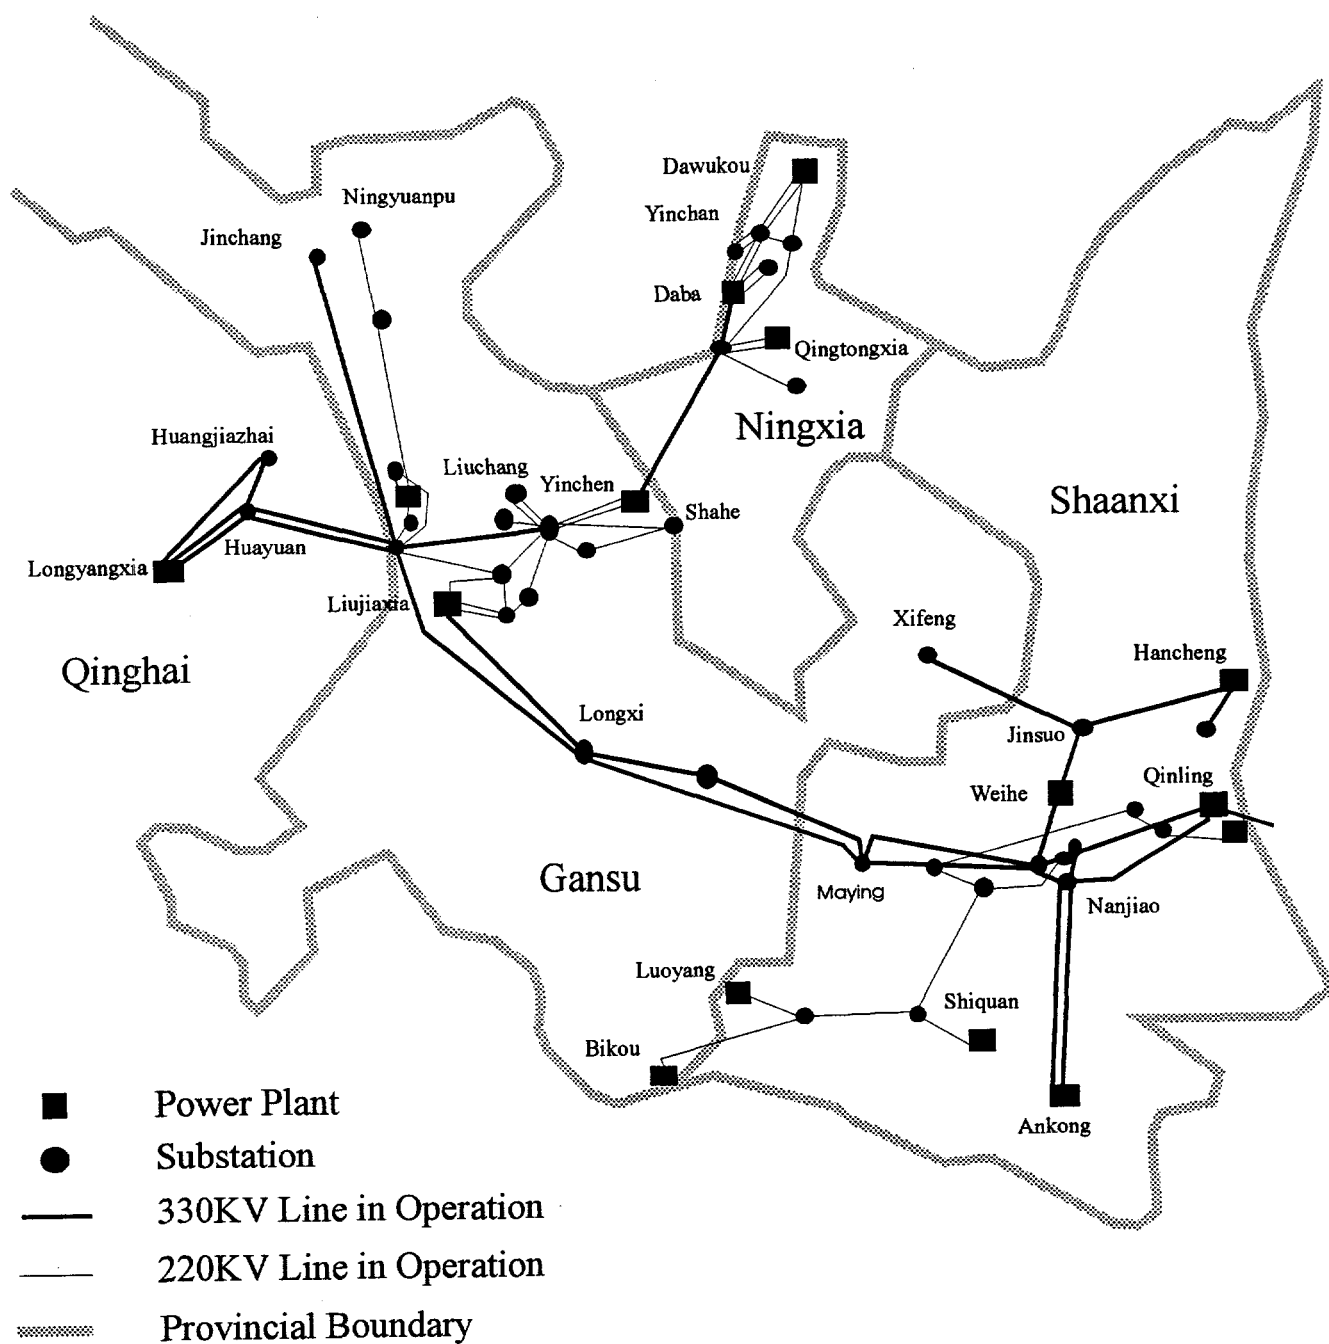 Dawukou
Ningyuanpu
Yinchan
Jinchang
Daba
Qingtongxia
Ningxia
Huangjiazhai
Liuchang
Yinchen
Shaanxi
Shahe
Huayuan
Longyangxia
Liujiaxia
Xifeng
Qinghai
Hancheng
Longxi
Jinsuo
Qinling
Weihe
Gansu
Maying
Nanjiao
Luoyang
Shiquan
Bikou
Ankong
Power Plant
Substation
330KV Line in Operation
220KV Line in Operation
Provincial Boundary